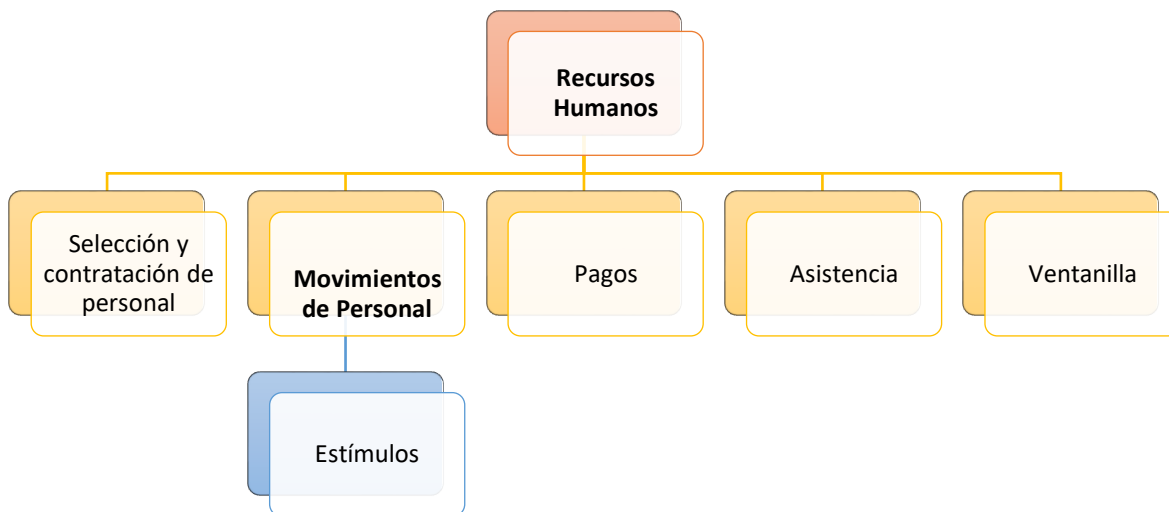 Recursos
Humanos
Selección y
contratación de
personal
Movimientos
de Personal
Pagos
Asistencia
Ventanilla
Estímulos